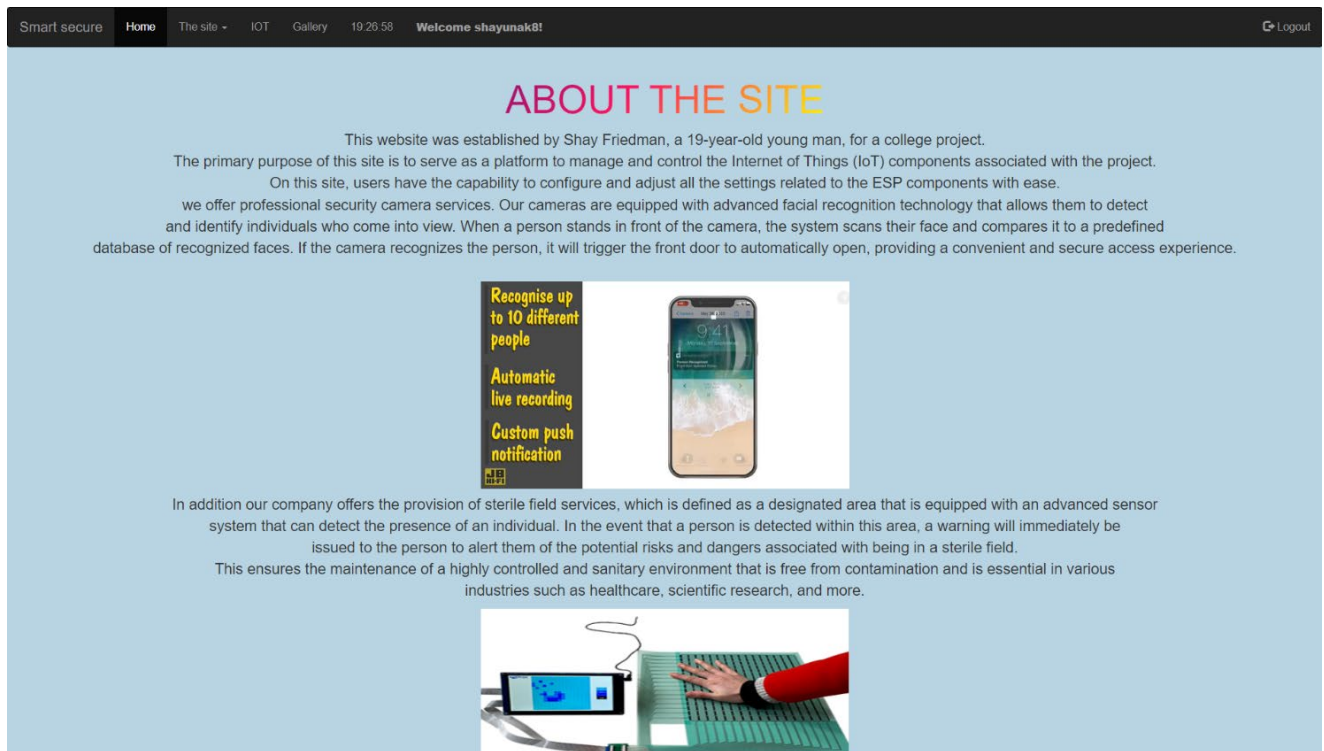 Smart secure Home The site IOT Gallery 19:26:58 Welcome shayunak8! Logout
ABOUT THE SITE
This website was established by Shay Friedman, a 19-year-old young man, for a college project.
The primary purpose of this site is to serve as a platform to manage and control the Internet of Things (IoT) components associated with the project.
On this site, users have the capability to configure and adjust all the settings related to the ESP components with ease.
we offer professional security camera services. Our cameras are equipped with advanced facial recognition technology that allows them to detect
and identify individuals who come into view. When a person stands in front of the camera, the system scans their face and compares it to a predefined
database of recognized faces. If the camera recognizes the person, it will trigger the front door to automatically open, providing a convenient and secure access experience.
Recognise up
to 10 different
people
Automatic
live recording
Custom push
notification
JB
HI-FI
9:41
In addition our company offers the provision of sterile field services, which is defined as a designated area that is equipped with an advanced sensor
system that can detect the presence of an individual. In the event that a person is detected within this area, a warning will immediately be
issued to the person to alert them of the potential risks and dangers associated with being in a sterile field.
This ensures the maintenance of a highly controlled and sanitary environment that is free from contamination and is essential in various
industries such as healthcare, scientific research, and more.